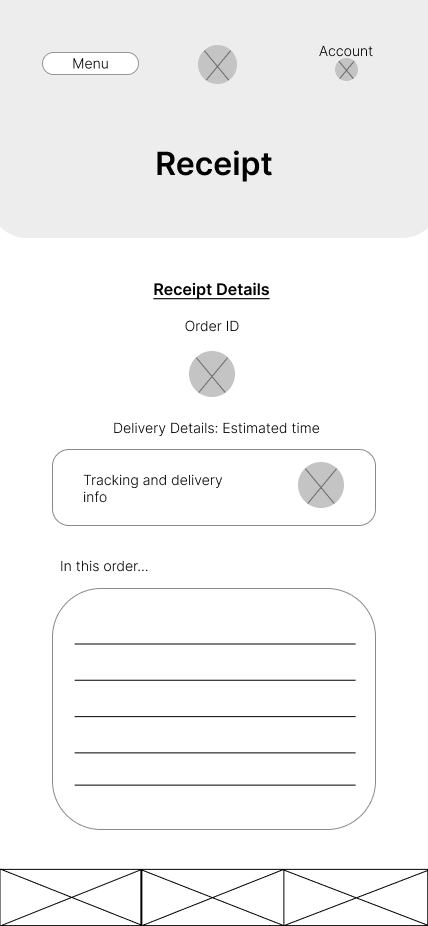 Menu
Account
Receipt
Receipt Details
Order ID
Delivery Details: Estimated time
Tracking and delivery
info
In this order...